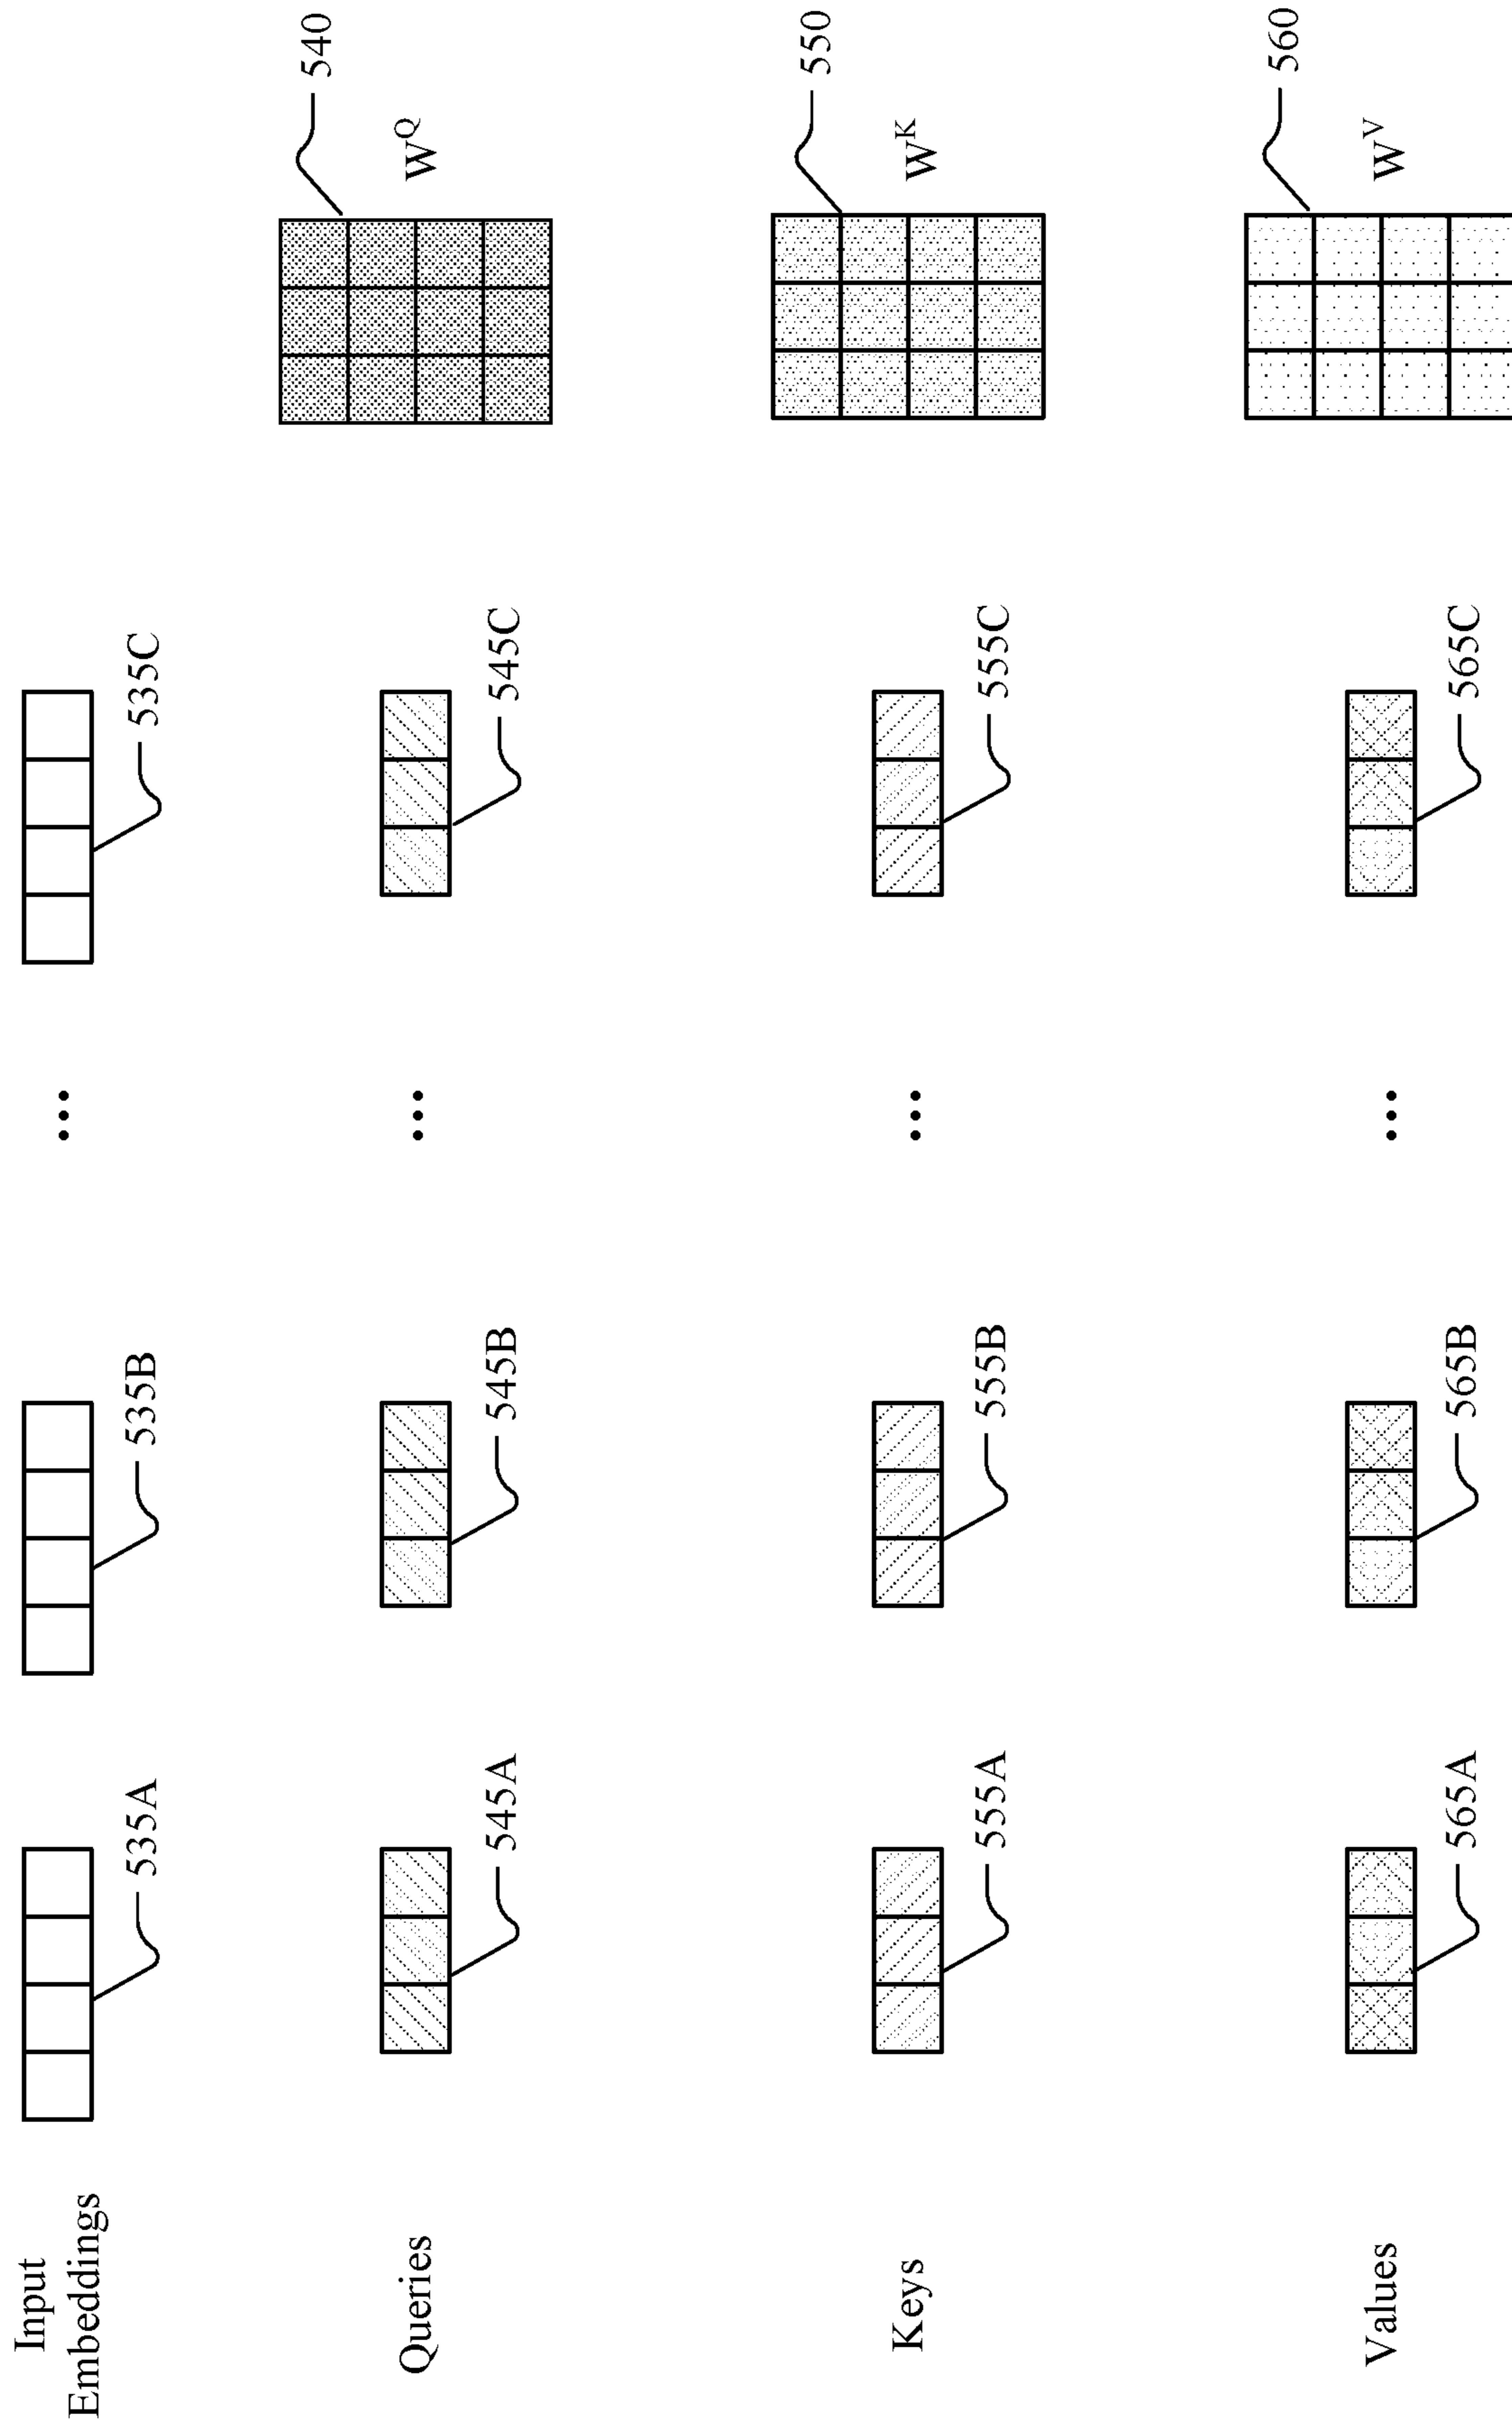 Input
Embeddings
535A
535B
...
535C
Queries
545A
545B
...
545C
W^Q
540
Keys
555A
555B
...
555C
W^K
550
Values
565A
565B
...
565C
W^V
560